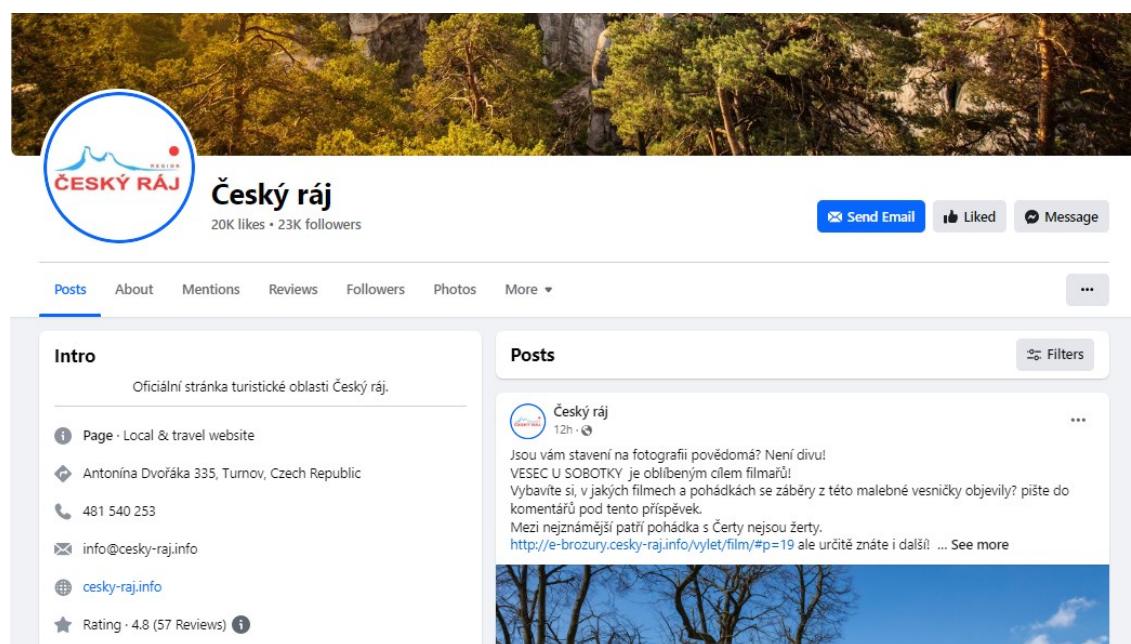 REGION
ČESKÝ RÁJ
Český ráj
20K likes • 23K followers
Send Email
Liked
Message
Posts
About
Mentions
Reviews
Followers
Photos
More
Intro
Oficiální stránka turistické oblasti Český ráj.
Page · Local & travel website
Antonína Dvořáka 335, Turnov, Czech Republic
481 540 253
info@cesky-raj.info
cesky-raj.info
Rating · 4.8 (57 Reviews)
Posts
Filters
ČESKÝ RÁJ
Český ráj
12h ·
Jsou vám stavení na fotografii povědomá? Není divu!
VESEC U SOBOTKY je oblíbeným cílem filmařů!
Vybavíte si, v jakých filmech a pohádkách se záběry z této malebné vesničky objevily? pište do
komentářů pod tento příspěvek.
Mezi nejznámější patří pohádka s Čerty nejsou žerty.
http://e-brozury.cesky-raj.info/vylet/film/#p=19 ale určitě znáte i další! ... See more